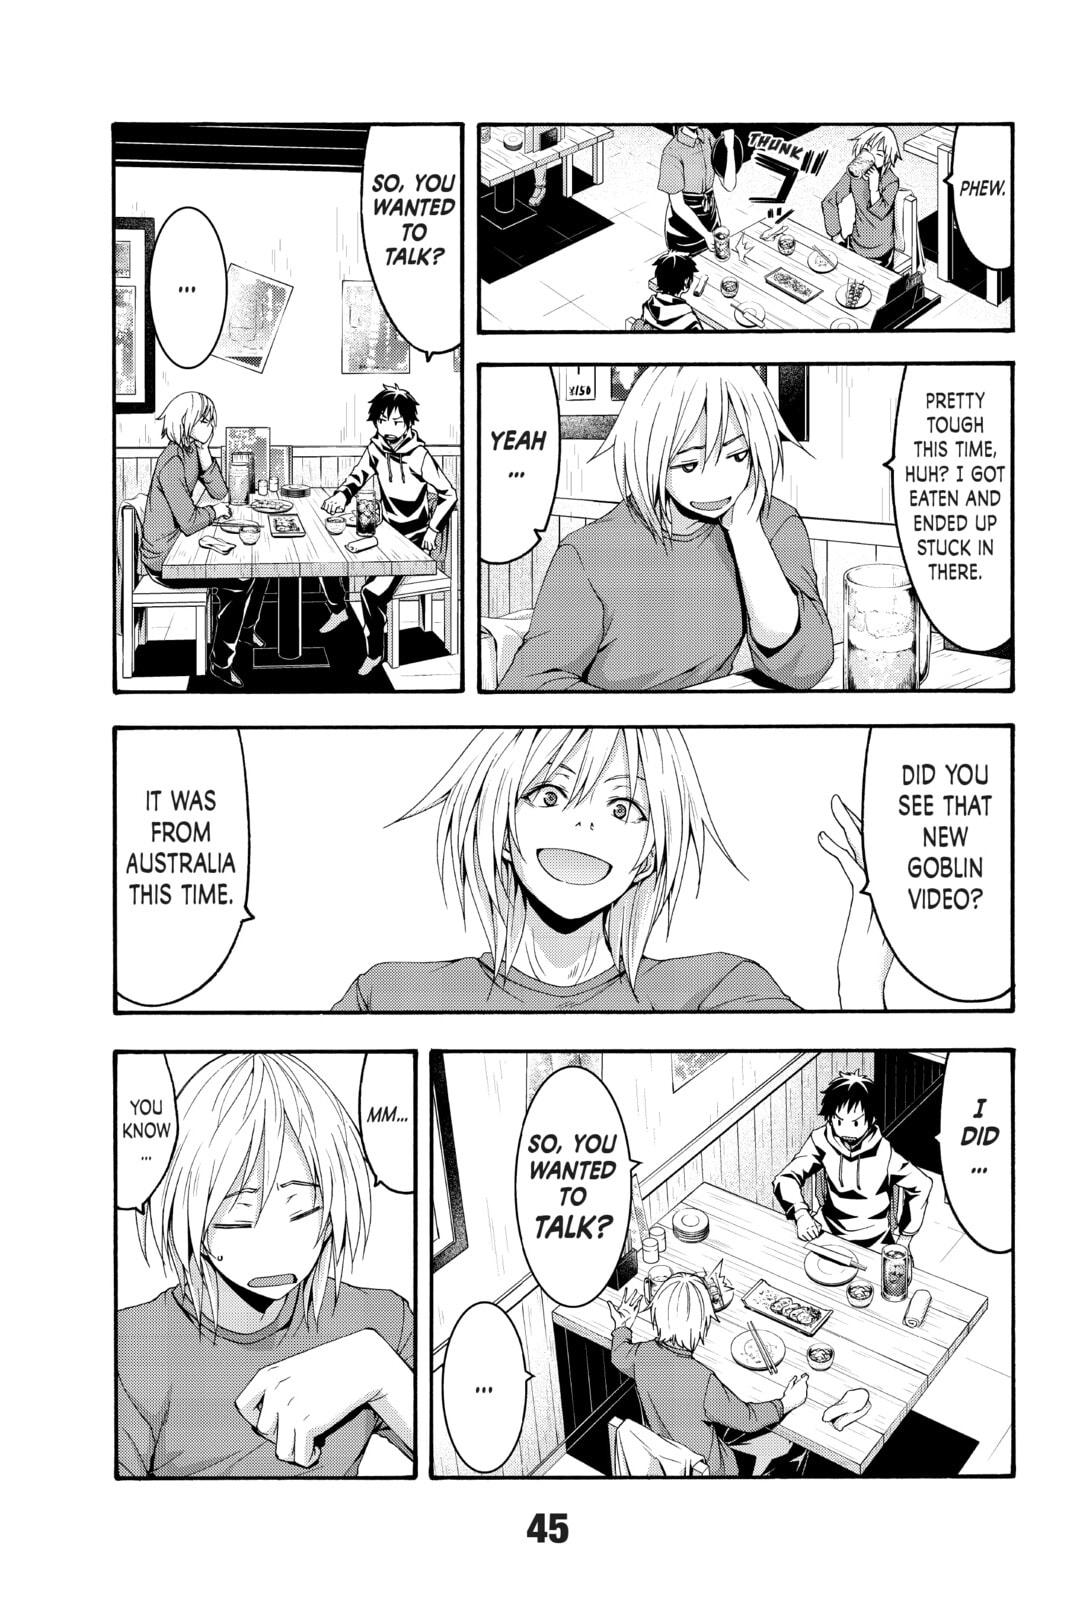 THUNK
PHEW.
PRETTY
TOUGH
THIS TIME,
HUH? I GOT
EATEN AND
ENDED UP
STUCK IN
THERE.
¥150
YEAH
...
SO, YOU
WANTED
TO
TALK?
...
DID YOU
SEE THAT
NEW
GOBLIN
VIDEO?
IT WAS
FROM
AUSTRALIA
THIS TIME.
I
DID
...
SO, YOU
WANTED
TO
TALK?
...
MM...
YOU
KNOW
...
45